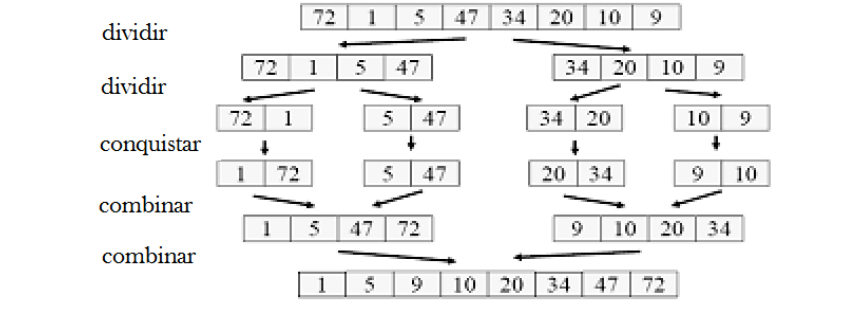 72 1 5 47 34 20 10 9
dividir
72 1 5 47 34 20 10 9
dividir
72 1 5 47 34 20 10 9
conquistar
1 72 5 47 20 34 9 10
combinar
1 5 47 72 9 10 20 34
combinar
1 5 9 10 20 34 47 72